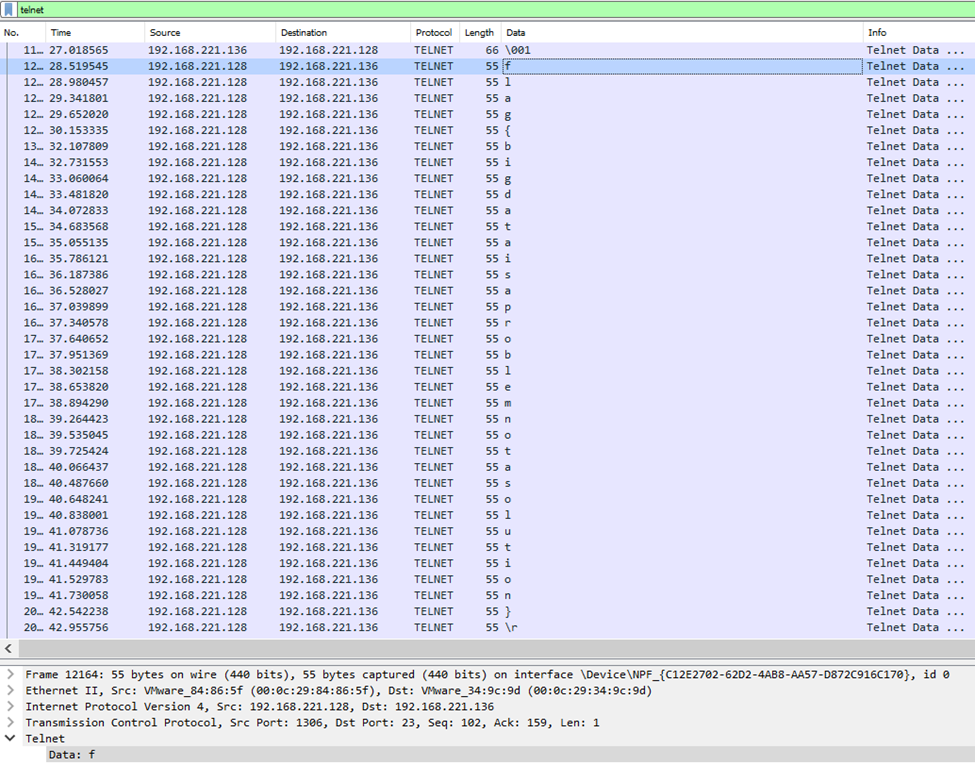 telnet
No. Time Source Destination Protocol Length Data Info
11… 27.018565 192.168.221.136 192.168.221.128 TELNET 66 \001 Telnet Data ...
12… 28.519545 192.168.221.128 192.168.221.136 TELNET 55 f Telnet Data ...
12… 28.980457 192.168.221.128 192.168.221.136 TELNET 55 l Telnet Data ...
12… 29.341801 192.168.221.128 192.168.221.136 TELNET 55 a Telnet Data ...
12… 29.652020 192.168.221.128 192.168.221.136 TELNET 55 g Telnet Data ...
12… 30.153335 192.168.221.128 192.168.221.136 TELNET 55 { Telnet Data ...
13… 32.107809 192.168.221.128 192.168.221.136 TELNET 55 b Telnet Data ...
14… 32.731553 192.168.221.128 192.168.221.136 TELNET 55 i Telnet Data ...
14… 33.060064 192.168.221.128 192.168.221.136 TELNET 55 g Telnet Data ...
14… 33.481820 192.168.221.128 192.168.221.136 TELNET 55 d Telnet Data ...
14… 34.072833 192.168.221.128 192.168.221.136 TELNET 55 a Telnet Data ...
15… 34.683568 192.168.221.128 192.168.221.136 TELNET 55 t Telnet Data ...
15… 35.055135 192.168.221.128 192.168.221.136 TELNET 55 a Telnet Data ...
16… 35.786121 192.168.221.128 192.168.221.136 TELNET 55 i Telnet Data ...
16… 36.187386 192.168.221.128 192.168.221.136 TELNET 55 s Telnet Data ...
16… 36.528027 192.168.221.128 192.168.221.136 TELNET 55 a Telnet Data ...
16… 37.039899 192.168.221.128 192.168.221.136 TELNET 55 p Telnet Data ...
16… 37.340578 192.168.221.128 192.168.221.136 TELNET 55 r Telnet Data ...
17… 37.640652 192.168.221.128 192.168.221.136 TELNET 55 o Telnet Data ...
17… 37.951369 192.168.221.128 192.168.221.136 TELNET 55 b Telnet Data ...
17… 38.302158 192.168.221.128 192.168.221.136 TELNET 55 l Telnet Data ...
17… 38.653820 192.168.221.128 192.168.221.136 TELNET 55 e Telnet Data ...
17… 38.894290 192.168.221.128 192.168.221.136 TELNET 55 m Telnet Data ...
18… 39.264423 192.168.221.128 192.168.221.136 TELNET 55 n Telnet Data ...
18… 39.535045 192.168.221.128 192.168.221.136 TELNET 55 o Telnet Data ...
18… 39.725424 192.168.221.128 192.168.221.136 TELNET 55 t Telnet Data ...
18… 40.066437 192.168.221.128 192.168.221.136 TELNET 55 a Telnet Data ...
18… 40.487660 192.168.221.128 192.168.221.136 TELNET 55 s Telnet Data ...
19… 40.648241 192.168.221.128 192.168.221.136 TELNET 55 o Telnet Data ...
19… 40.838001 192.168.221.128 192.168.221.136 TELNET 55 l Telnet Data ...
19… 41.078736 192.168.221.128 192.168.221.136 TELNET 55 u Telnet Data ...
19… 41.319177 192.168.221.128 192.168.221.136 TELNET 55 t Telnet Data ...
19… 41.449404 192.168.221.128 192.168.221.136 TELNET 55 i Telnet Data ...
19… 41.529783 192.168.221.128 192.168.221.136 TELNET 55 o Telnet Data ...
19… 41.730058 192.168.221.128 192.168.221.136 TELNET 55 n Telnet Data ...
20… 42.542238 192.168.221.128 192.168.221.136 TELNET 55 } Telnet Data ...
20… 42.955756 192.168.221.128 192.168.221.136 TELNET 55 \r Telnet Data ...
Frame 12164: 55 bytes on wire (440 bits), 55 bytes captured (440 bits) on interface \Device\NPF_{C12E2702-62D2-4AB8-AA57-D872C916C170}, id 0
Ethernet II, Src: VMware_84:86:5f (00:0c:29:84:86:5f), Dst: VMware_34:9c:9d (00:0c:29:34:9c:9d)
Internet Protocol Version 4, Src: 192.168.221.128, Dst: 192.168.221.136
Transmission Control Protocol, Src Port: 1306, Dst Port: 23, Seq: 102, Ack: 159, Len: 1
Telnet
Data: f